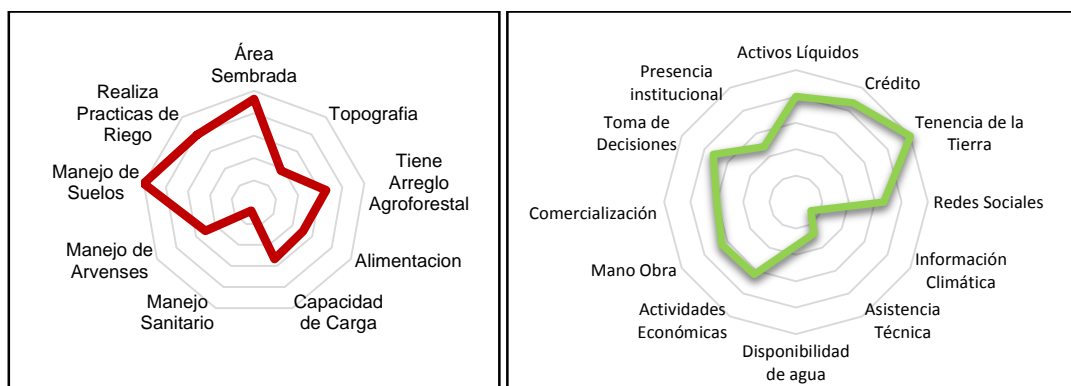 Área
Sembrada
Topografia
Tiene
Arreglo
Agroforestal
Alimentacion
Capacidad
de Carga
Manejo
Sanitario
Manejo de
Arvenses
Manejo de
Suelos
Realiza
Practicas de
Riego
Activos Líquidos
Crédito
Tenencia de la
Tierra
Redes Sociales
Información
Climática
Asistencia
Técnica
Disponibilidad
de agua
Actividades
Económicas
Mano Obra
Comercialización
Toma de
Decisiones
Presencia
institucional